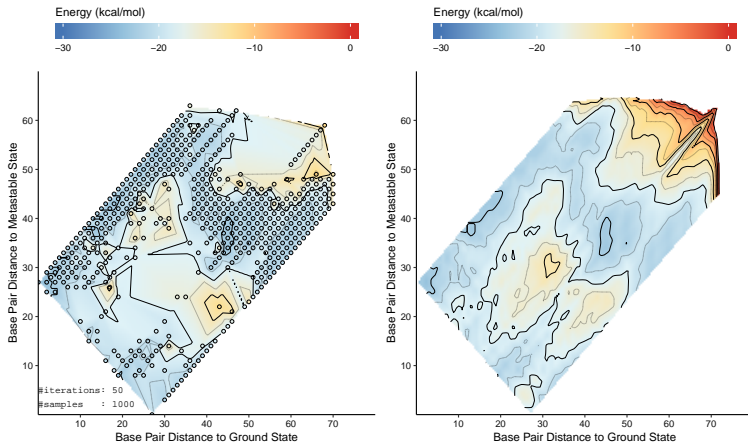 Energy (kcal/mol)
−30 −20 −10 0
Base Pair Distance to Metastable State
60
50
40
30
20
10
#iterations: 50
#samples : 1000
10 20 30 40 50 60 70
Base Pair Distance to Ground State
Energy (kcal/mol)
−30 −20 −10 0
Base Pair Distance to Metastable State
60
50
40
30
20
10
10 20 30 40 50 60 70
Base Pair Distance to Ground State